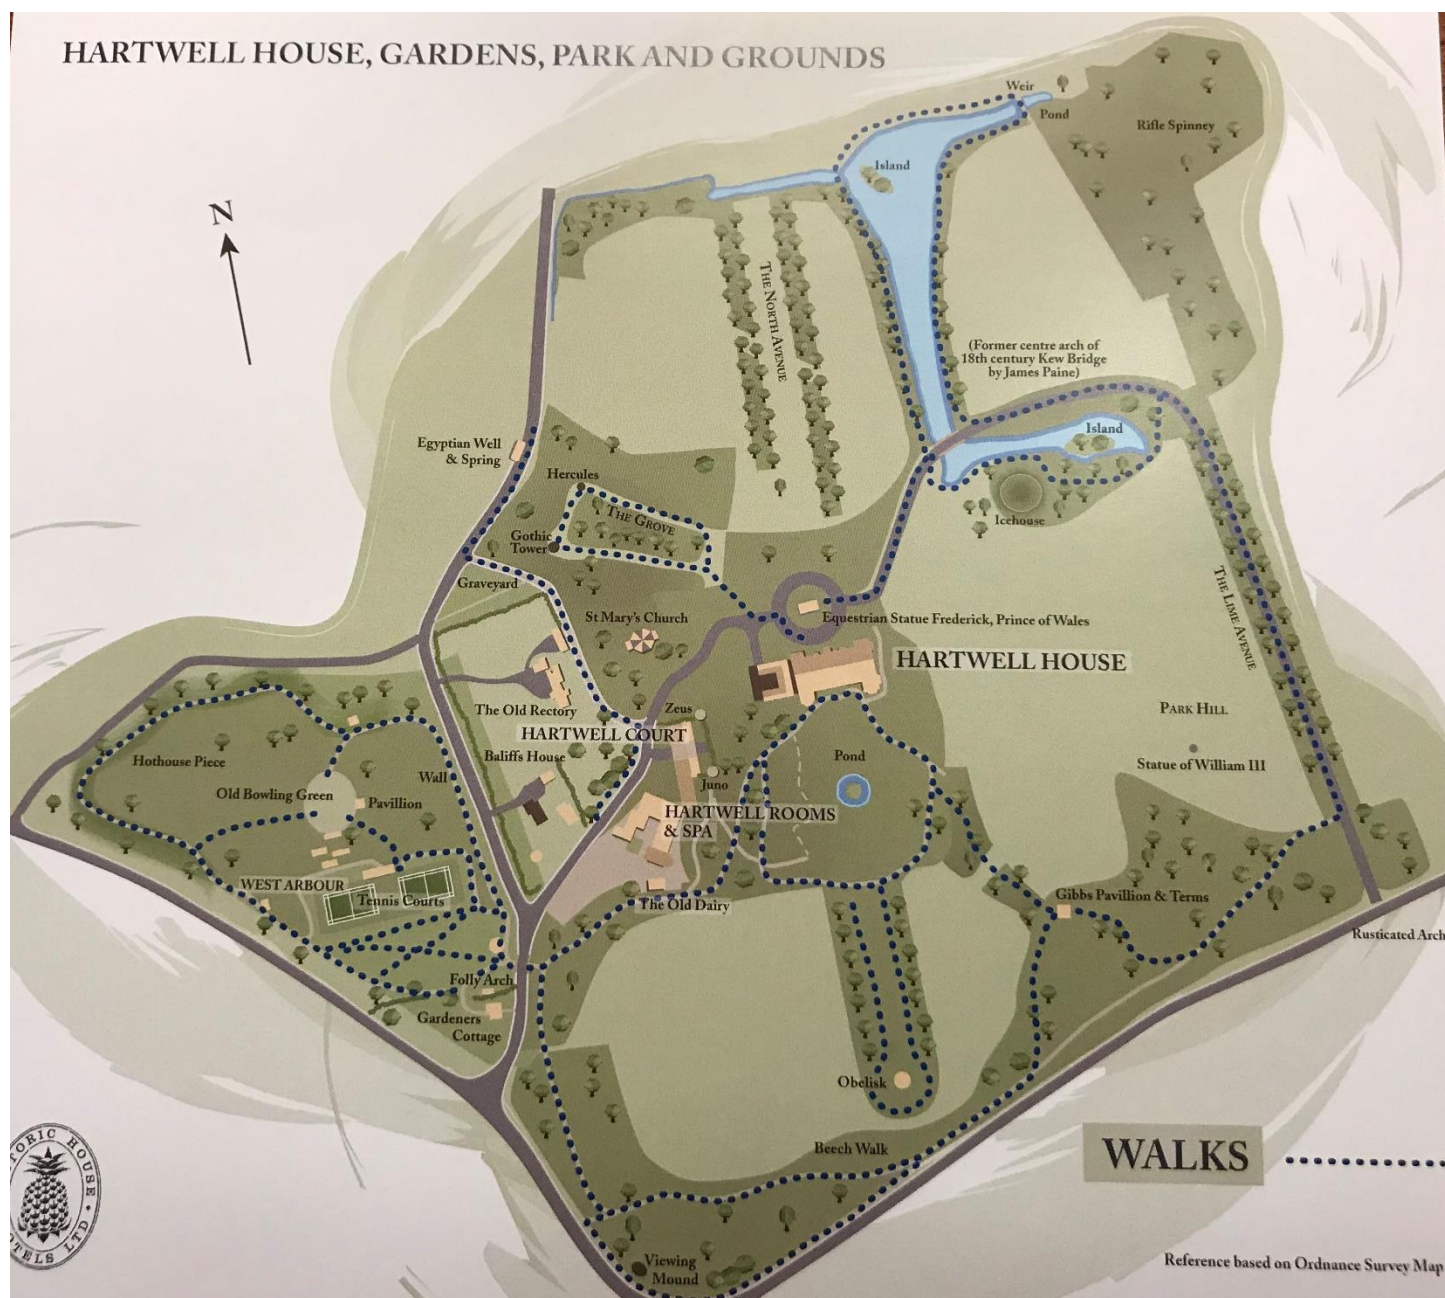 HARTWELL HOUSE, GARDENS, PARK AND GROUNDS
N
Weir
Pond
Rifle Spinney
Island
THE NORTH AVENUE
(Former centre arch of
18th century Kew Bridge
by James Paine)
Island
Egyptian Well
& Spring
Hercules
THE GROVE
Gothic
Tower
Icehouse
Graveyard
St Mary's Church
Equestrian Statue Frederick, Prince of Wales
THE LIME AVENUE
HARTWELL HOUSE
The Old Rectory
Zeus
PARK HILL
HARTWELL COURT
Baliffs House
Hothouse Piece
Wall
Pond
Statue of William III
Juno
Old Bowling Green
Pavillion
HARTWELL ROOMS
& SPA
WEST ARBOUR
Tennis Courts
The Old Dairy
Gibbs Pavillion & Terms
Rusticated Arch
Folly Arch
Gardeners
Cottage
Obelisk
Beech Walk
WALKS
Viewing
Mound
Reference based on Ordnance Survey Map
ORIC HOUSE
TELS LTD